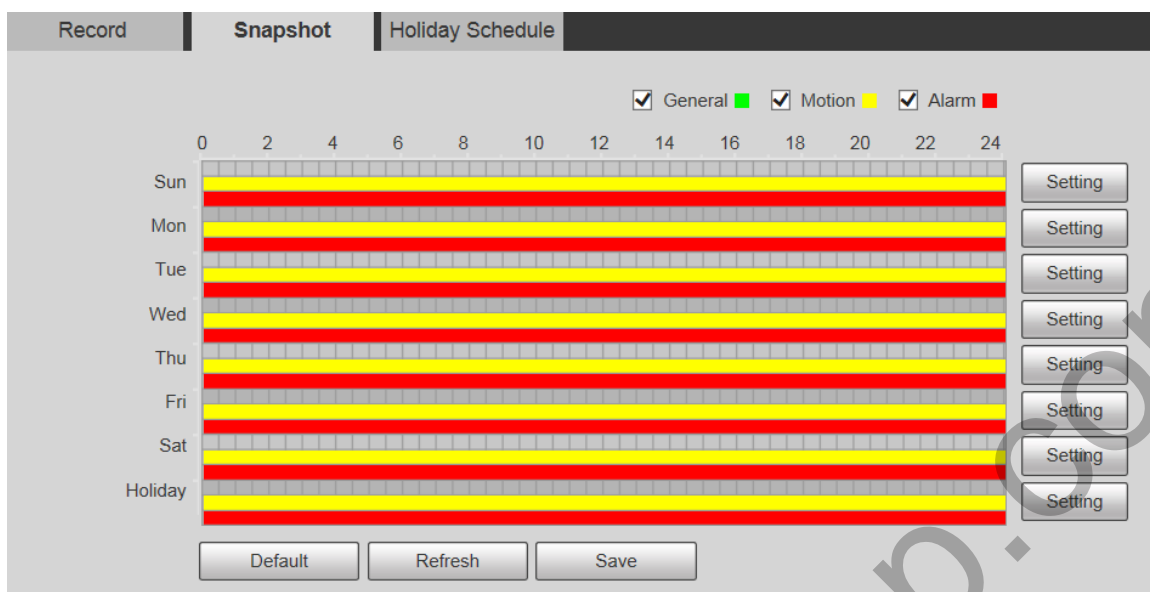 Record Snapshot Holiday Schedule
General Motion Alarm
0 2 4 6 8 10 12 14 16 18 20 22 24
Sun Setting
Mon Setting
Tue Setting
Wed Setting
Thu Setting
Fri Setting
Sat Setting
Holiday Setting
Default Refresh Save